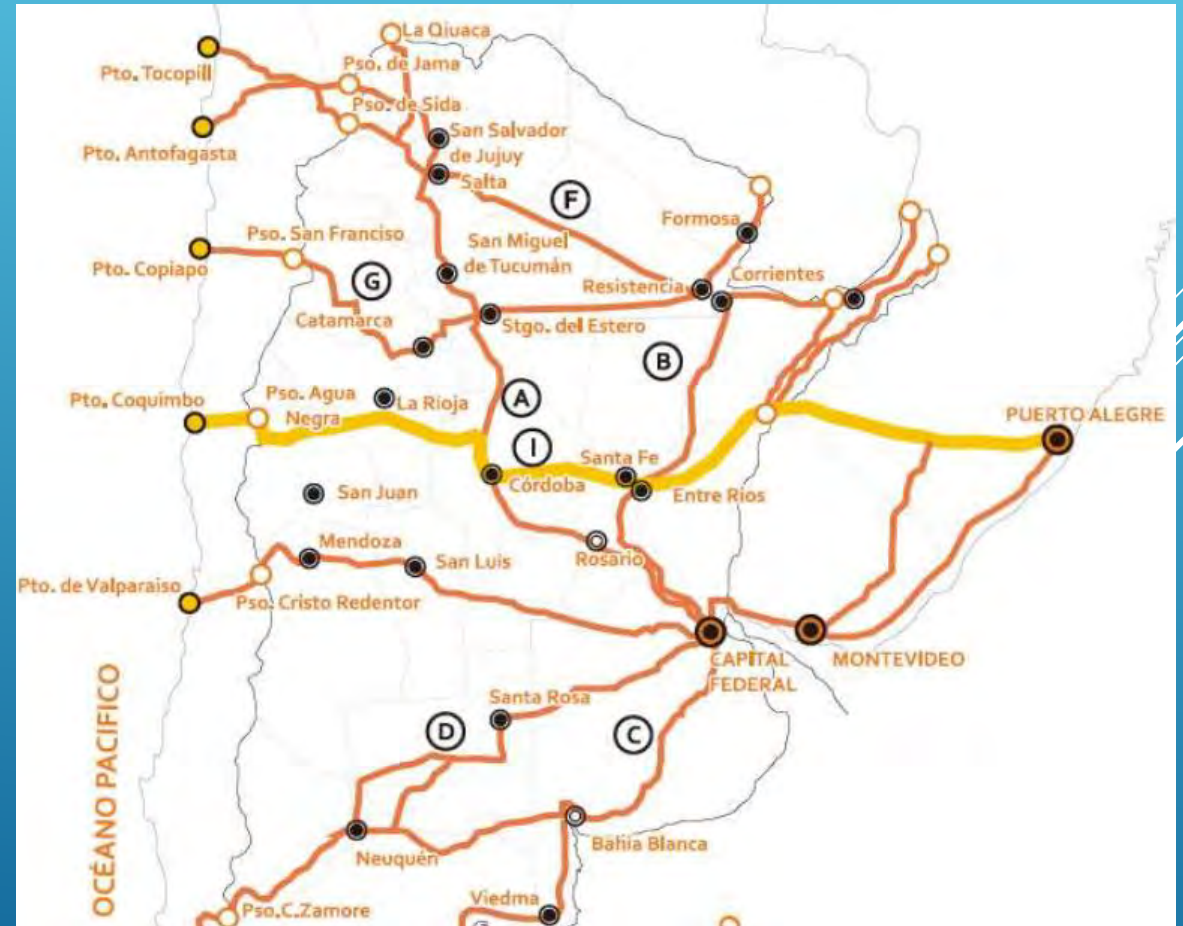 La Qiuaca
Pso. de Jama
Pto. Tocopill
Pso. de Sida
San Salvador
de Jujuy
Pto. Antofagasta
Salta
F
Formosa
Pso. San Franciso
San Miguel
de Tucumán
Pto. Copiapo
G
Resistencia
Corrientes
Catamarca
Stgo. del Estero
B
Pso. Agua
Negra
Pto. Coquimbo
La Rioja
A
PUERTO ALEGRE
I
Santa Fe
Córdoba
Entre Rios
San Juan
Mendoza
San Luis
Rosario
Pto. de Valparaiso
Pso. Cristo Redentor
CAPITAL
FEDERAL
MONTEVIDEO
OCÉANO PACIFICO
Santa Rosa
D
C
Neuquén
Bahia Blanca
Viedma
Pso.C.Zamore